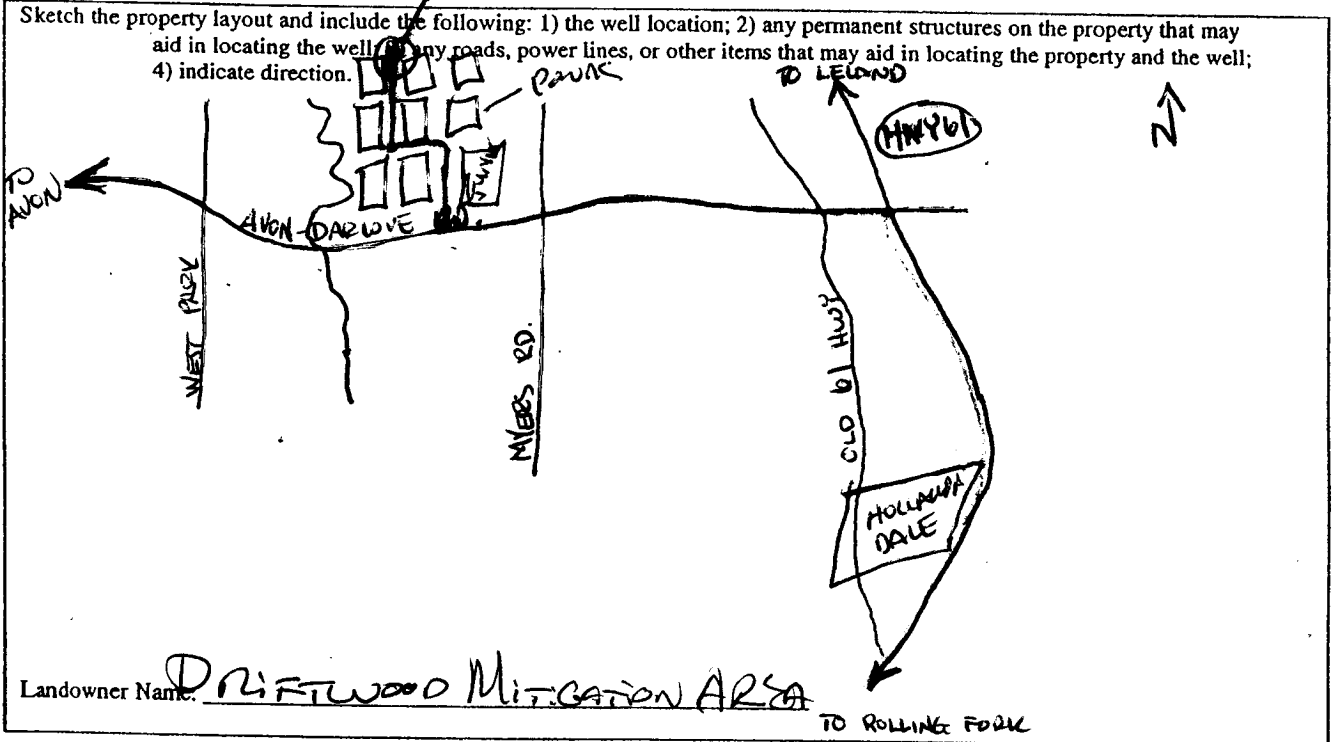 Sketch the property layout and include the following: 1) the well location; 2) any permanent structures on the property that may
aid in locating the well; any roads, power lines, or other items that may aid in locating the property and the well;
4) indicate direction.
TO LELAND
HWY 61
N
TO
AVON
AVON-DARLOVE RD.
WEST PARK
MYERS RD.
OLD 61 HWY
HOLLANDALE
Landowner Name: DRIFTWOOD MITIGATION AREA
TO ROLLING FORK